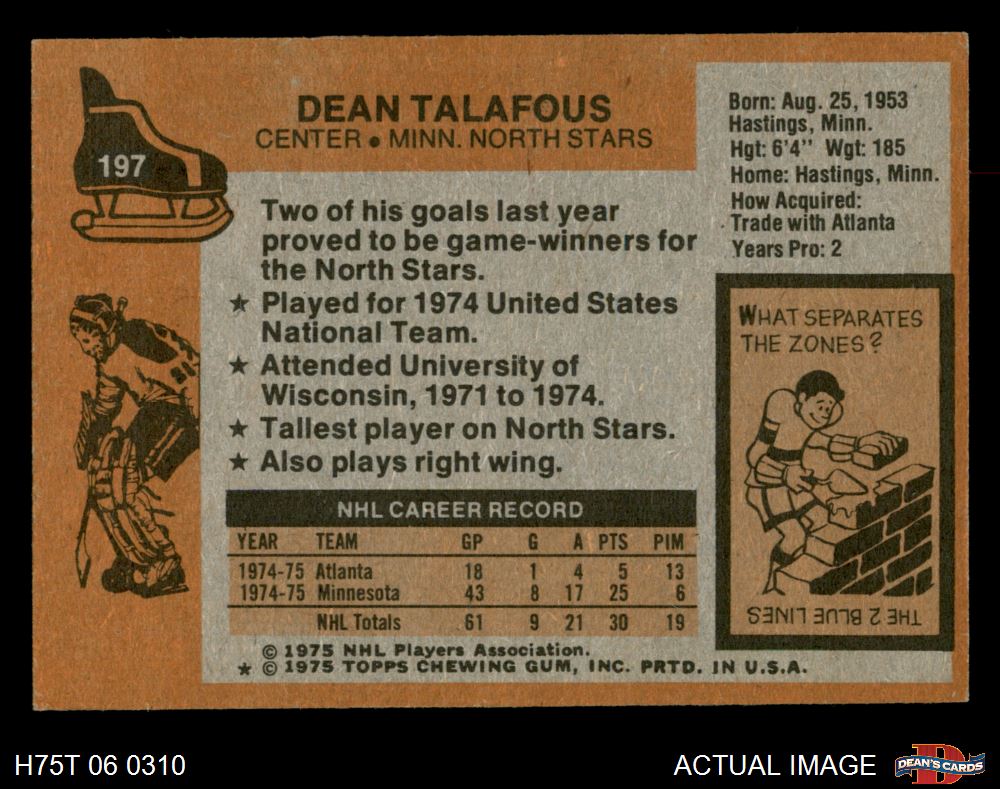 197
DEAN TALAFOUS
CENTER • MINN. NORTH STARS
Two of his goals last year
proved to be game-winners for
the North Stars.
★ Played for 1974 United States
National Team.
★ Attended University of
Wisconsin, 1971 to 1974.
★ Tallest player on North Stars.
★ Also plays right wing.
Born: Aug. 25, 1953
Hastings, Minn.
Hgt: 6'4" Wgt: 185
Home: Hastings, Minn.
How Acquired:
Trade with Atlanta
Years Pro: 2
WHAT SEPARATES
THE ZONES?
THE 2 BLUE LINES
NHL CAREER RECORD
YEAR TEAM GP G A PTS PIM
1974-75 Atlanta 18 1 4 5 13
1974-75 Minnesota 43 8 17 25 6
NHL Totals 61 9 21 30 19
© 1975 NHL Players Association.
★ © 1975 TOPPS CHEWING GUM, INC. PRTD. IN U.S.A.
H75T 06 0310
ACTUAL IMAGE
D
DEAN'S CARDS